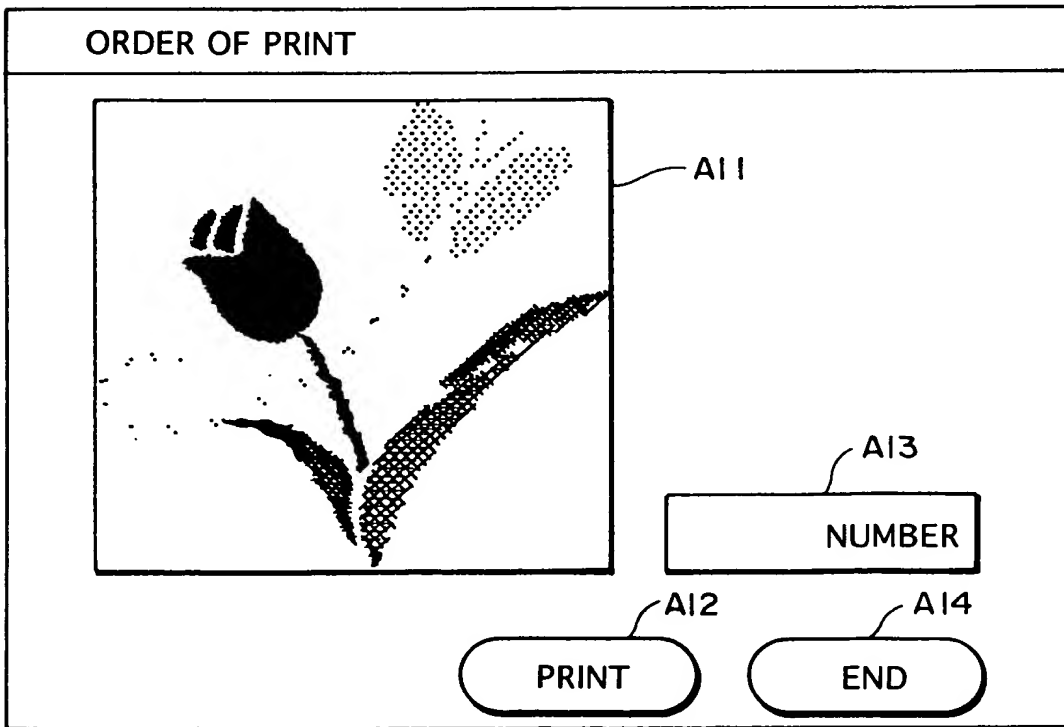 ORDER OF PRINT
A11
A13
NUMBER
A12
A14
PRINT
END